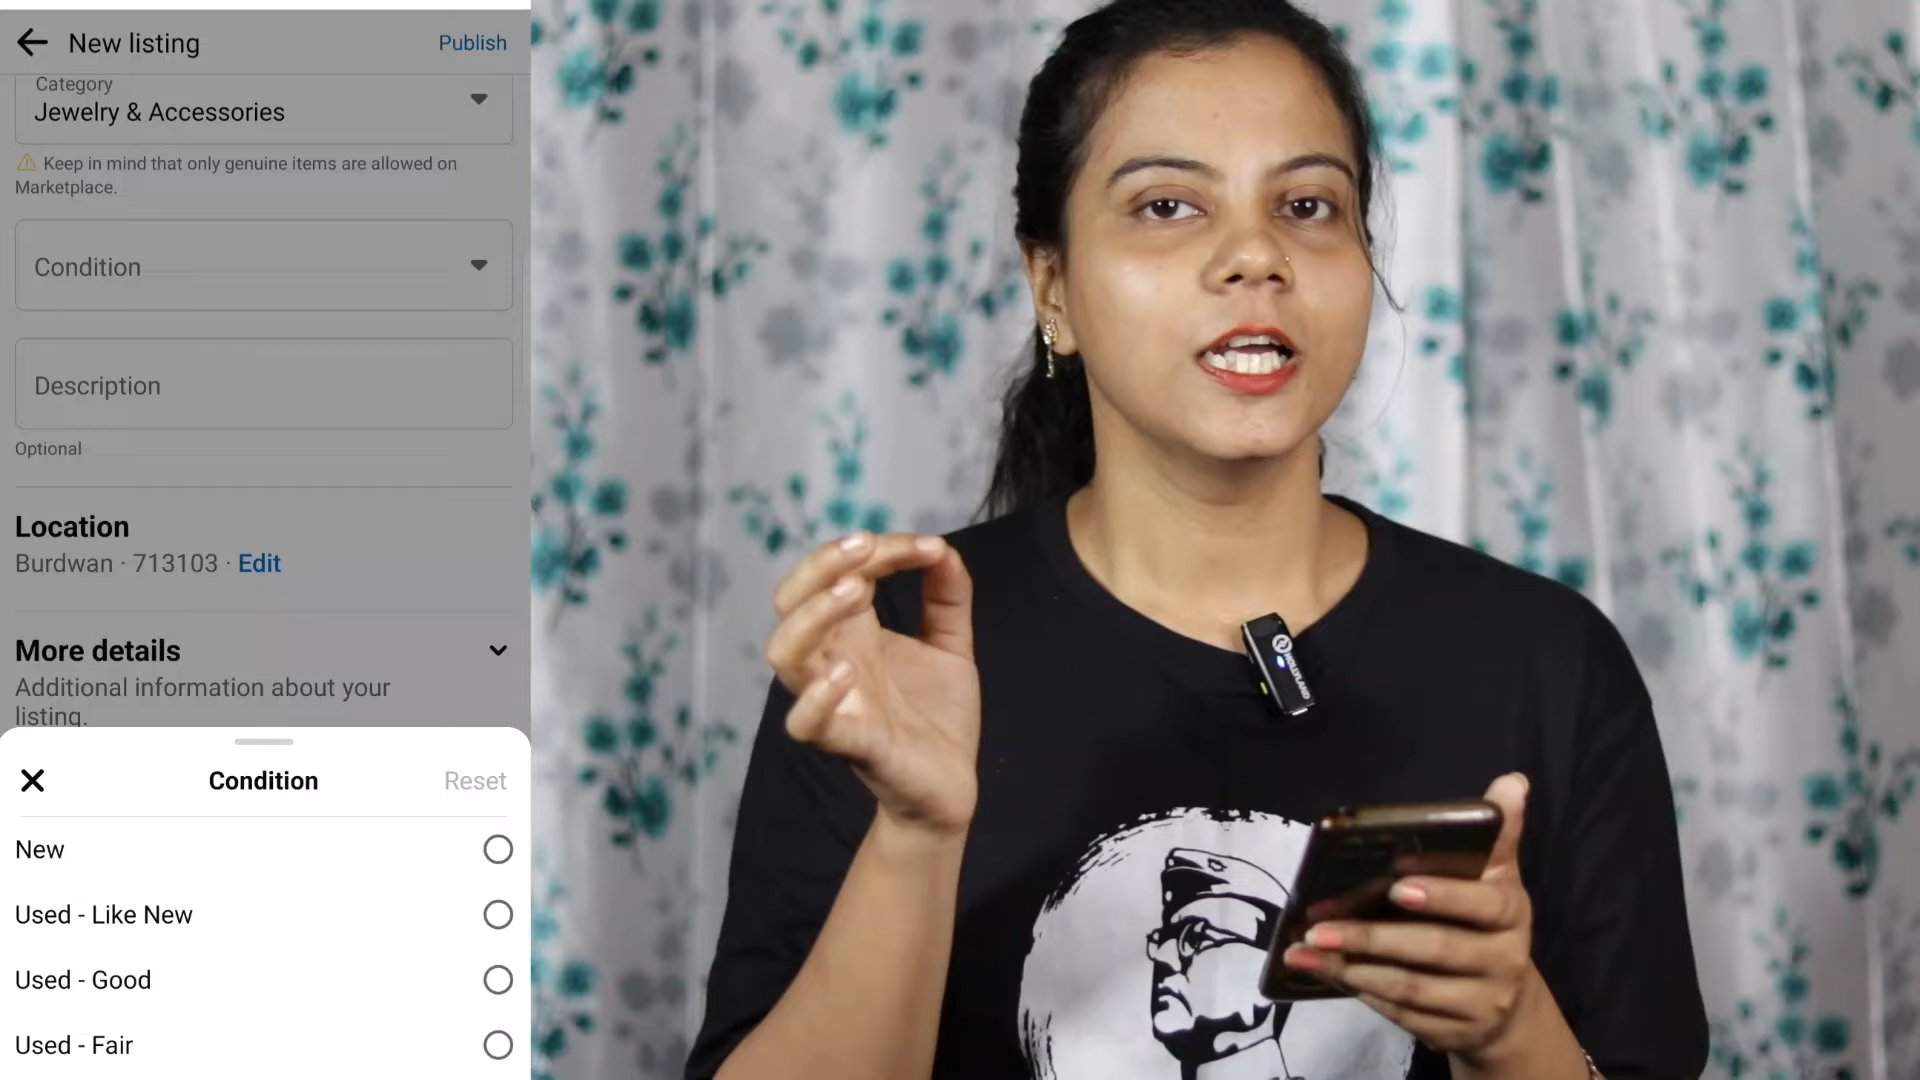 New listing
Publish
Category
Jewelry & Accessories
Keep in mind that only genuine items are allowed on
Marketplace.
Condition
Description
Optional
Location
Burdwan · 713103 · Edit
More details
Additional information about your
listing.
Condition
Reset
New
Used - Like New
Used - Good
Used - Fair
HOLLYLAND